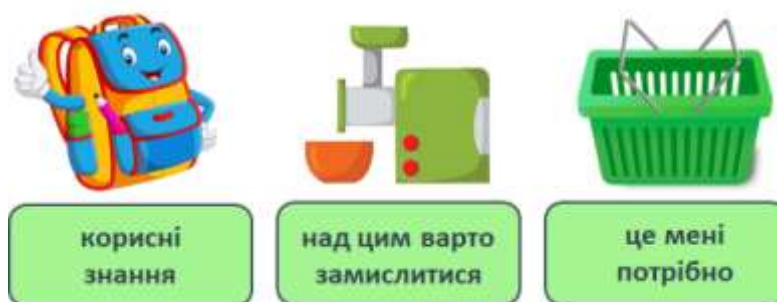 корисні
знання
над цим варто
замислитися
це мені
потрібно